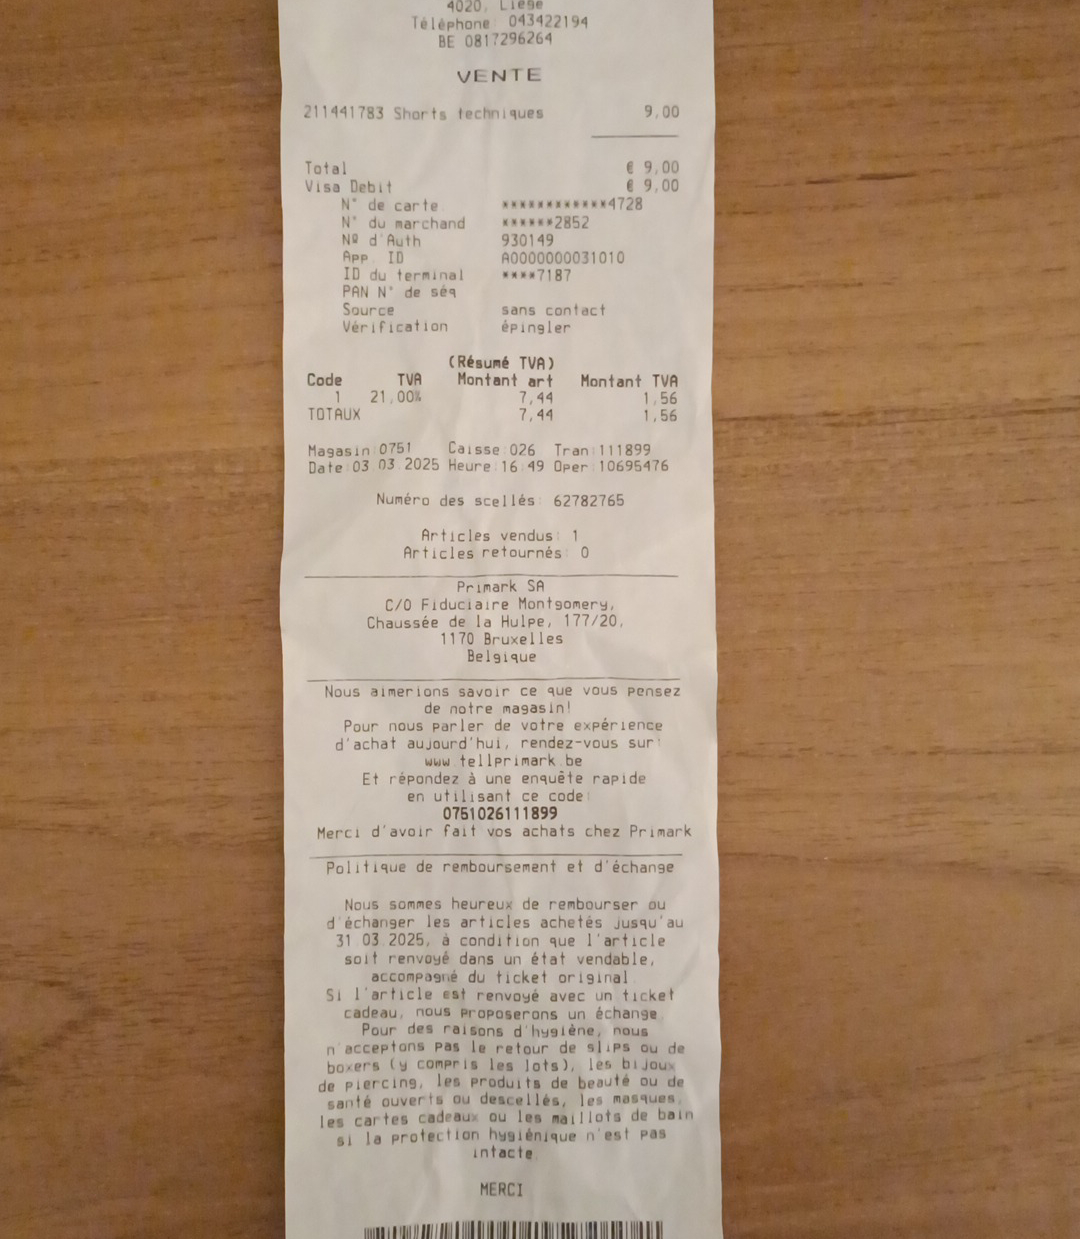 4020, Liège
Téléphone: 043422194
BE 0817296264
VENTE
211441783 Shorts techniques 9,00
Total € 9,00
Visa Debit € 9,00
N° de carte ************4728
N° du marchand ******2852
Nº d'Auth 930149
App. ID A0000000031010
ID du terminal ****7187
PAN N° de séq
Source sans contact
Vérification épingler
(Résumé TVA)
Code TVA Montant art Montant TVA
1 21,00% 7,44 1,56
TOTAUX 7,44 1,56
Magasin:0751 Caisse:026 Tran:111899
Date:03.03.2025 Heure:16:49 Oper:10695476
Numéro des scellés: 62782765
Articles vendus: 1
Articles retournés: 0
Primark SA
C/O Fiduciaire Montgomery,
Chaussée de la Hulpe, 177/20,
1170 Bruxelles
Belgique
Nous aimerions savoir ce que vous pensez
de notre magasin!
Pour nous parler de votre expérience
d'achat aujourd'hui, rendez-vous sur:
www.tellprimark.be
Et répondez à une enquête rapide
en utilisant ce code:
0751026111899
Merci d'avoir fait vos achats chez Primark
Politique de remboursement et d'échange
Nous sommes heureux de rembourser ou
d'échanger les articles achetés jusqu'au
31.03.2025, à condition que l'article
soit renvoyé dans un état vendable,
accompagné du ticket original.
Si l'article est renvoyé avec un ticket
cadeau, nous proposerons un échange.
Pour des raisons d'hygiène, nous
n'acceptons pas le retour de slips ou de
boxers (y compris les lots), les bijoux
de piercing, les produits de beauté ou de
santé ouverts ou descellés, les masques,
les cartes cadeaux ou les maillots de bain
si la protection hygiénique n'est pas
intacte.
MERCI